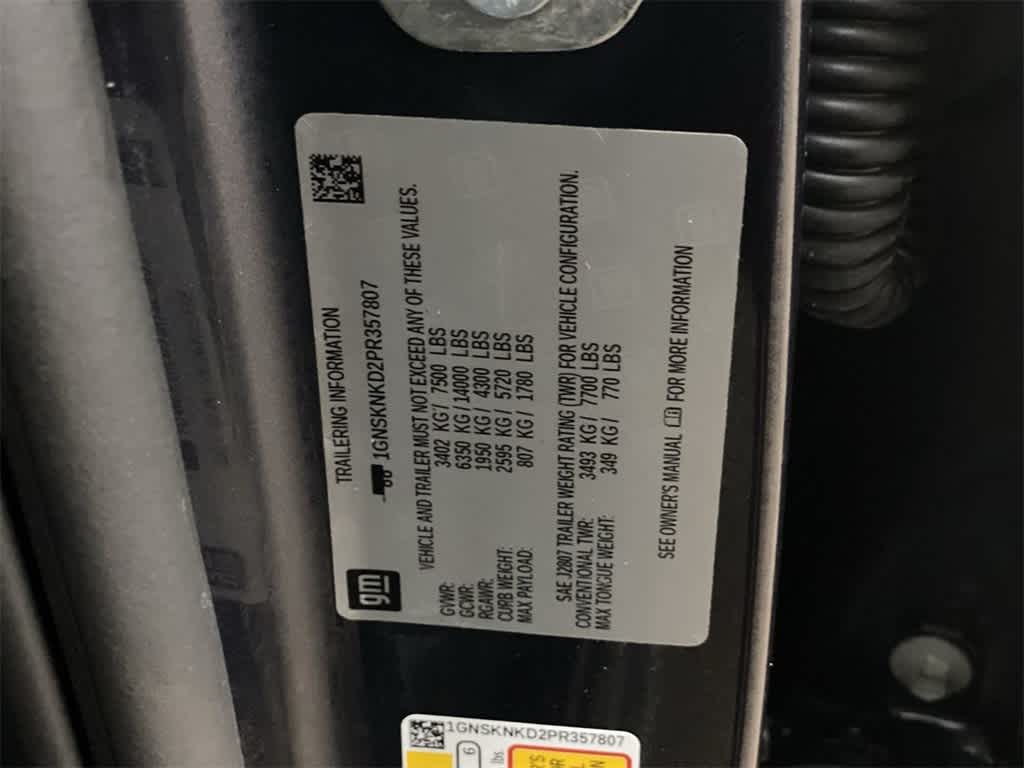 gm
TRAILERING INFORMATION
1GNSKNKD2PR357807
VEHICLE AND TRAILER MUST NOT EXCEED ANY OF THESE VALUES.
GVWR: 3402 KG/ 7500 LBS
GCWR: 6350 KG/ 14000 LBS
RGAWR: 1950 KG/ 4300 LBS
CURB WEIGHT: 2595 KG/ 5720 LBS
MAX PAYLOAD: 807 KG/ 1780 LBS
SAE J2807 TRAILER WEIGHT RATING (TWR) FOR VEHICLE CONFIGURATION.
CONVENTIONAL TWR: 3493 KG/ 7700 LBS
MAX TONGUE WEIGHT: 349 KG/ 770 LBS
SEE OWNER'S MANUAL FOR MORE INFORMATION
1GNSKNKD2PR357807
6
lbs.